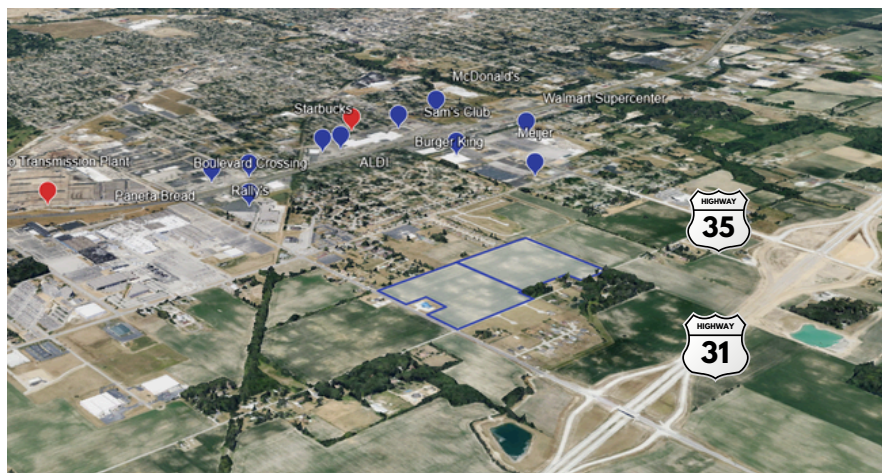 McDonald's
Starbucks
Sam's Club
Walmart Supercenter
Burger King
Meijer
o Transmission Plant
Boulevard Crossing
ALDI
Panera Bread
Rally's
HIGHWAY
35
HIGHWAY
31